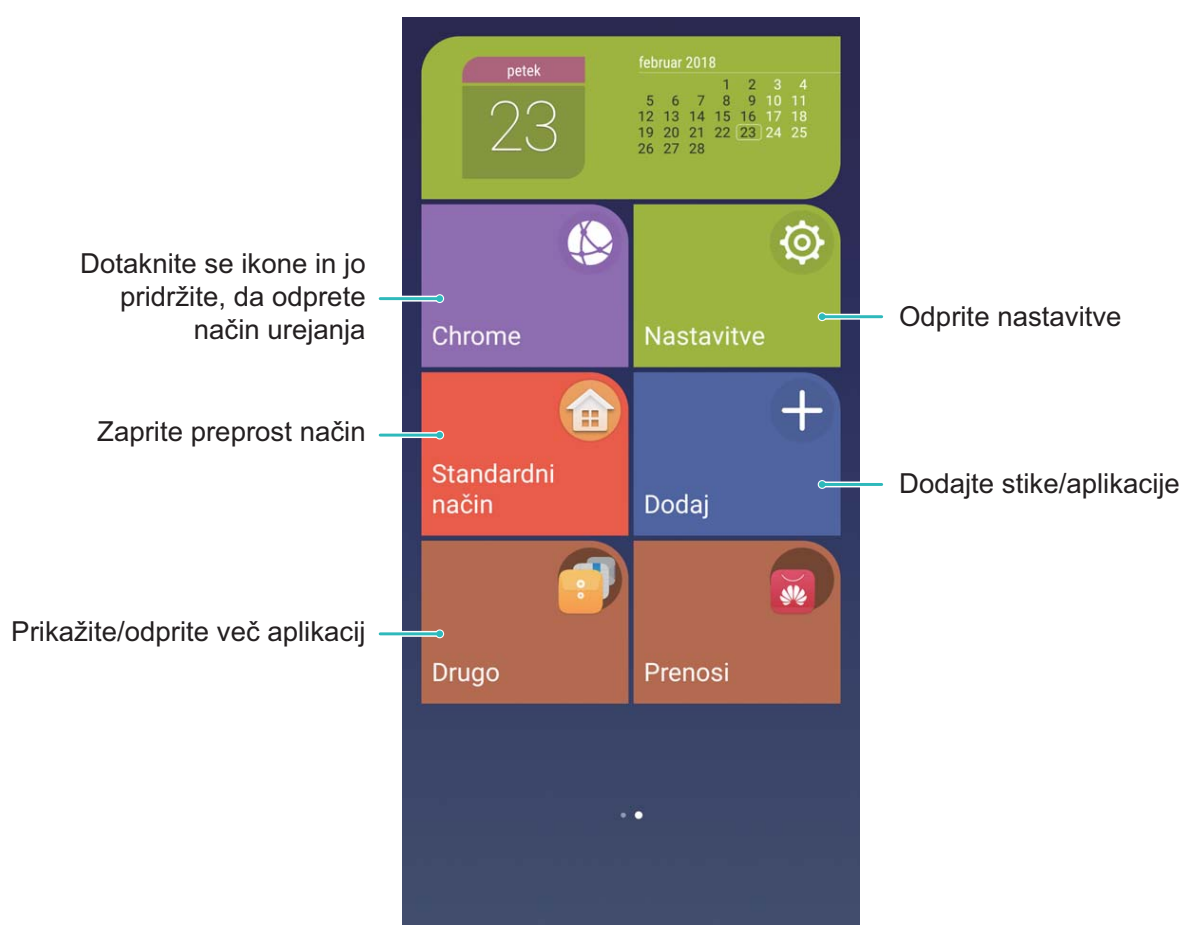 petek
23
februar 2018
1 2 3 4
5 6 7 8 9 10 11
12 13 14 15 16 17 18
19 20 21 22 23 24 25
26 27 28
Dotaknite se ikone in jo
pridržite, da odprete
način urejanja
Chrome
Nastavitve
Odprite nastavitve
Zaprite preprost način
Standardni
način
Dodaj
Dodajte stike/aplikacije
Prikažite/odprite več aplikacij
Drugo
Prenosi